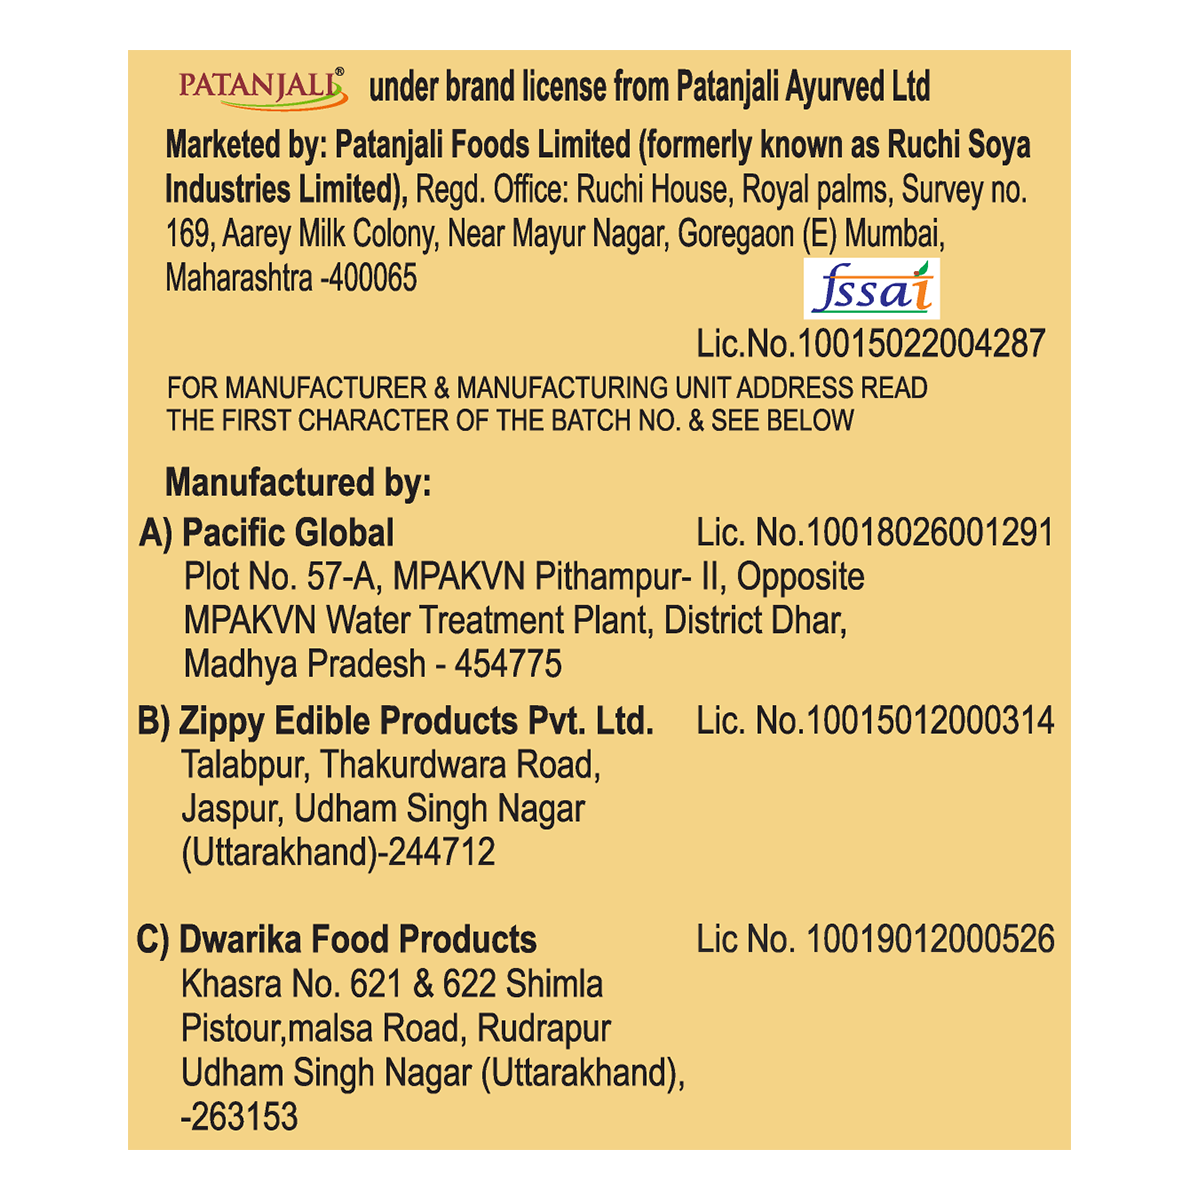 PATANJALI® under brand license from Patanjali Ayurved Ltd
Marketed by: Patanjali Foods Limited (formerly known as Ruchi Soya
Industries Limited), Regd. Office: Ruchi House, Royal palms, Survey no.
169, Aarey Milk Colony, Near Mayur Nagar, Goregaon (E) Mumbai,
Maharashtra -400065
fssai
Lic.No.10015022004287
FOR MANUFACTURER & MANUFACTURING UNIT ADDRESS READ
THE FIRST CHARACTER OF THE BATCH NO. & SEE BELOW
Manufactured by:
A) Pacific Global Lic. No.10018026001291
Plot No. 57-A, MPAKVN Pithampur- II, Opposite
MPAKVN Water Treatment Plant, District Dhar,
Madhya Pradesh - 454775
B) Zippy Edible Products Pvt. Ltd. Lic. No.10015012000314
Talabpur, Thakurdwara Road,
Jaspur, Udham Singh Nagar
(Uttarakhand)-244712
C) Dwarika Food Products Lic No. 10019012000526
Khasra No. 621 & 622 Shimla
Pistour,malsa Road, Rudrapur
Udham Singh Nagar (Uttarakhand),
-263153